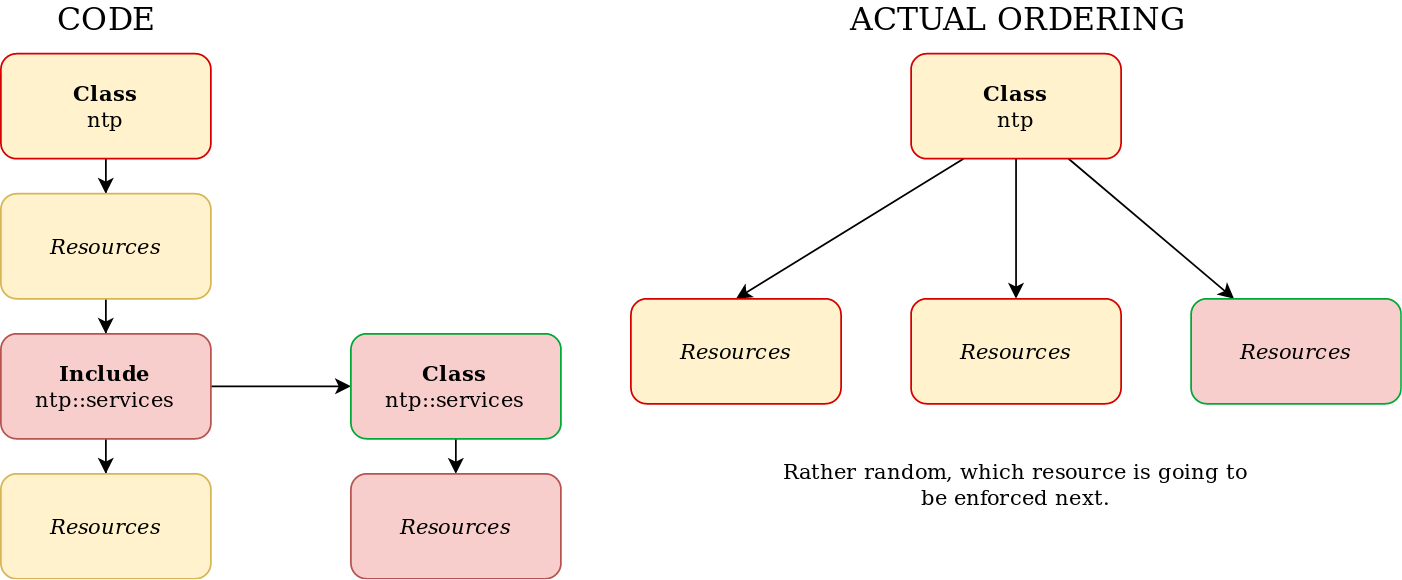 CODE
Class
ntp
Resources
Include
ntp::services
Class
ntp::services
Resources
Resources
ACTUAL ORDERING
Class
ntp
Resources
Resources
Resources
Rather random, which resource is going to
be enforced next.